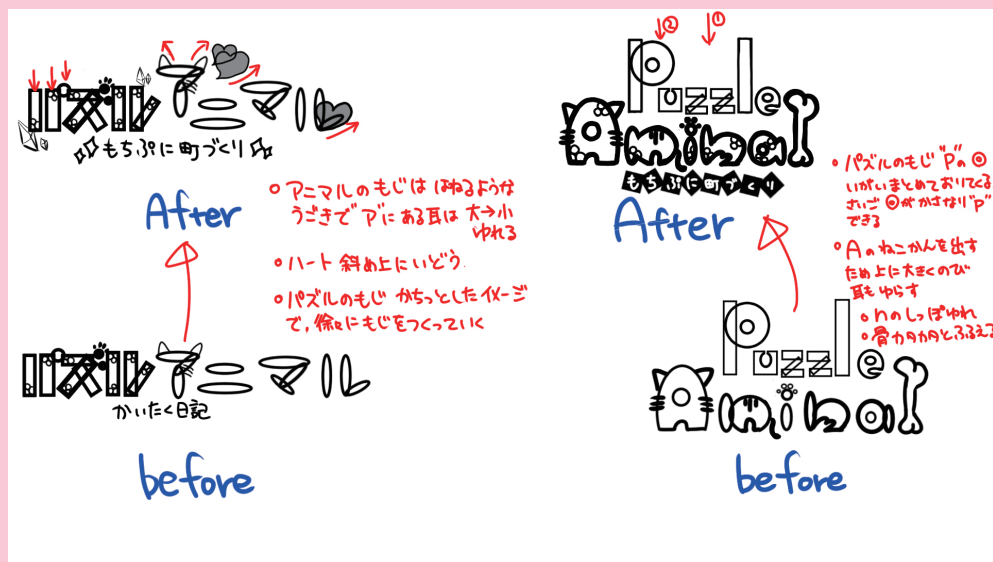 パズルアニマル
もちぷに町づくり
After
アニマルのもじは はねるような
うごきで"ア"にある耳は 大→小
ゆれる
ハート 斜め上にいどう
パズルのもじ かちっとしたイメージ
で,徐々にもじをつくっていく
パズルアニマル
かいたく日記
before
② ①
Puzzle
Animal
もちぷに町づくり
After
パズルのもじ"P"の◎
いがいまとめておりてくる
さいご◎がかさなり"P"
できる
Aのねこかんを出す
ため上に大きくのび
耳もゆらす
nのしっぽゆれ
骨カタカタとふるえる
Puzzle
Animal
before